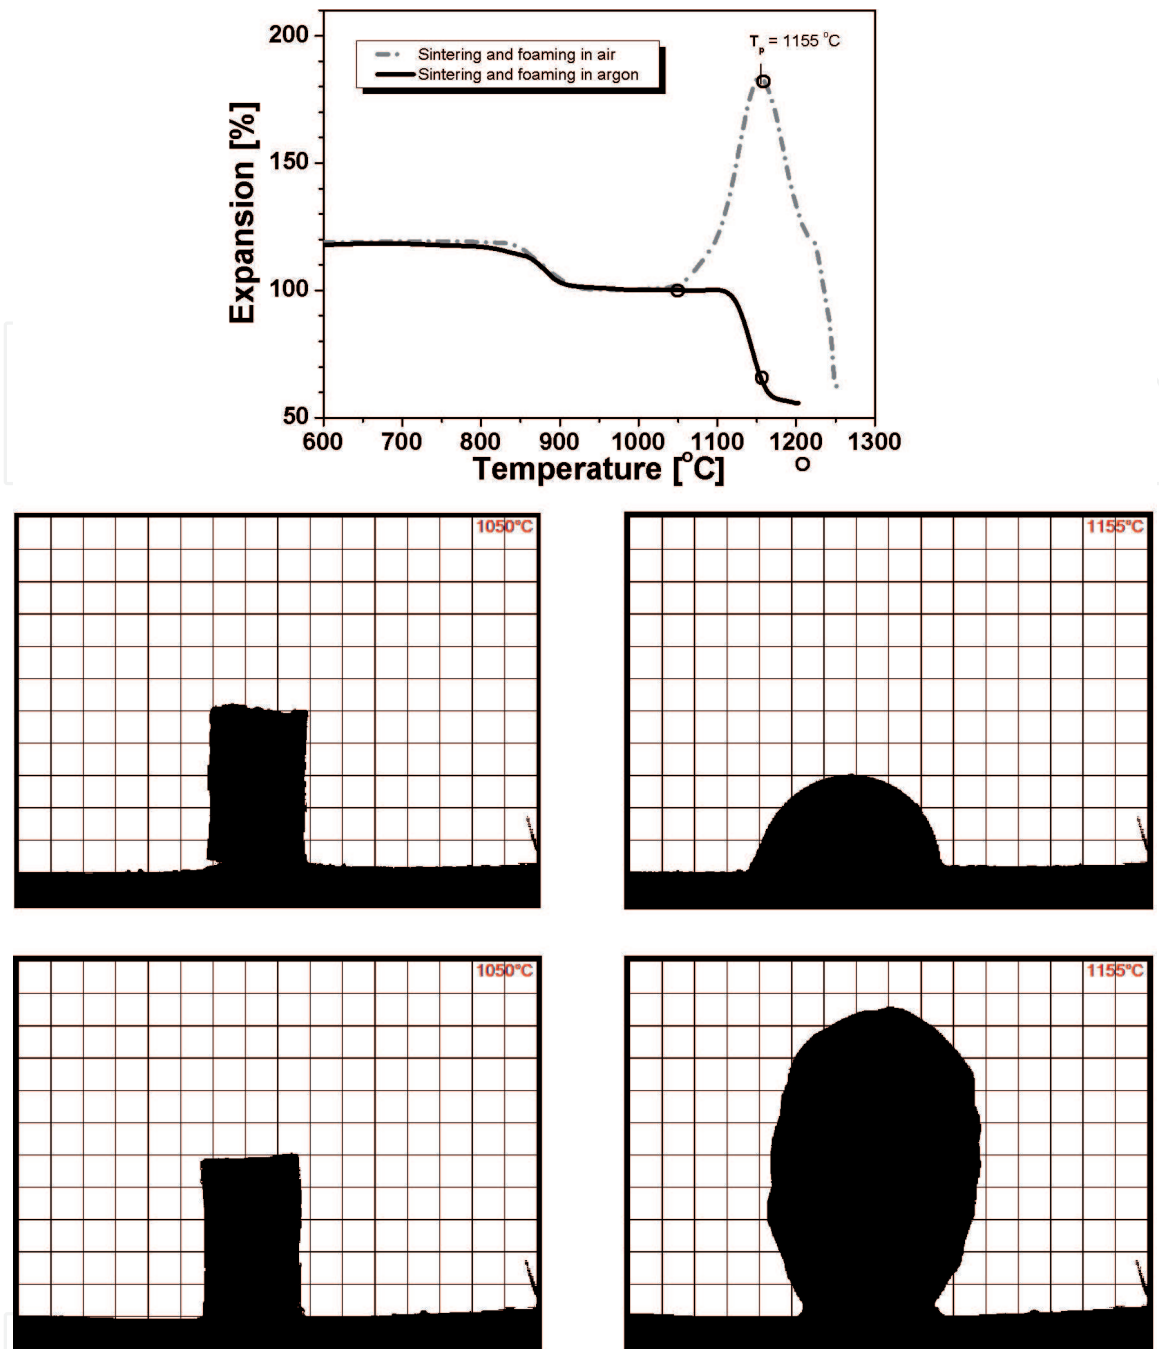 200
150
100
50
Expansion [%]
Sintering and foaming in air
Sintering and foaming in argon
Tp = 1155 °C
600 700 800 900 1000 1100 1200 1300
Temperature [°C]
1050°C
1155°C
1050°C
1155°C